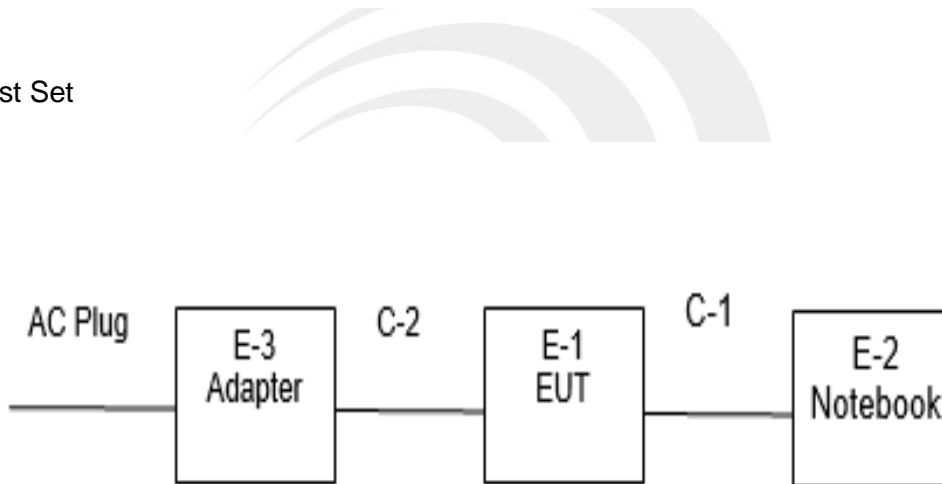 st Set
AC Plug
E-3
Adapter
C-2
E-1
EUT
C-1
E-2
Notebook